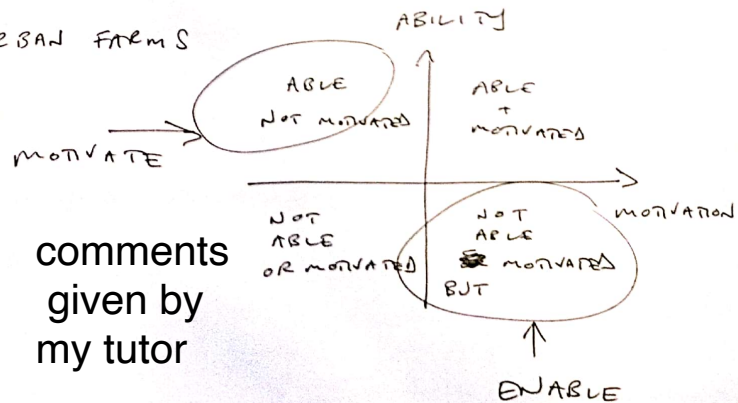 FARMS
ABILITY
ABLE
NOT MOTIVATED
ABLE
+
MOTIVATED
MOTIVATE
MOTIVATION
NOT
ABLE
OR MOTIVATED
NOT
ABLE
MOTIVATED
BUT
comments
given by
my tutor
ENABLE